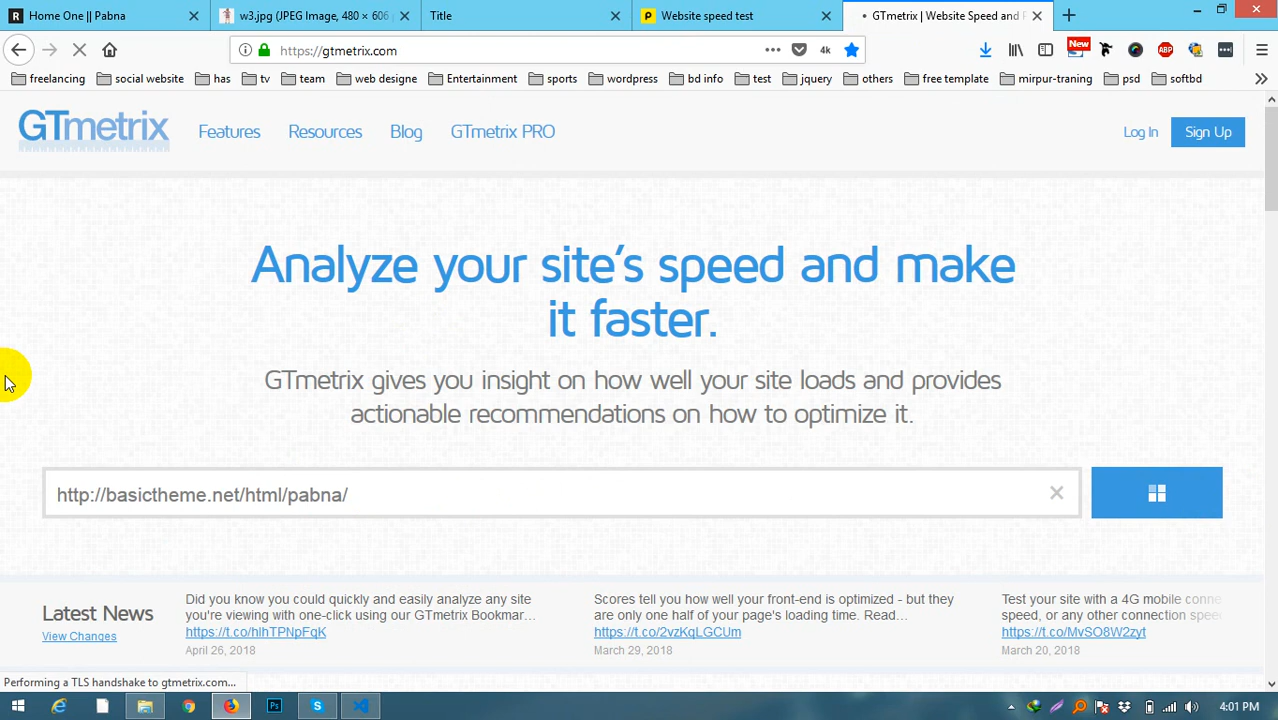 Home One || Pabna
w3.jpg (JPEG Image, 480 × 606 p
Title
Website speed test
GTmetrix | Website Speed and P
https://gtmetrix.com
4k
New
ABP
freelancing
social website
has
tv
team
web designe
Entertainment
sports
wordpress
bd info
test
jquery
others
free template
mirpur-traning
psd
softbd
GTmetrix
Features
Resources
Blog
GTmetrix PRO
Log In
Sign Up
Analyze your site's speed and make
it faster.
GTmetrix gives you insight on how well your site loads and provides
actionable recommendations on how to optimize it.
http://basictheme.net/html/pabna/
Latest News
View Changes
Did you know you could quickly and easily analyze any site
you're viewing with one-click using our GTmetrix Bookmar...
https://t.co/hlhTPNpFqK
April 26, 2018
Scores tell you how well your front-end is optimized - but they
are only one half of your page's loading time. Read...
https://t.co/2vzKqLGCUm
March 29, 2018
Test your site with a 4G mobile conne
speed, or any other connection spee
https://t.co/MvSO8W2zyt
March 20, 2018
Performing a TLS handshake to gtmetrix.com...
4:01 PM